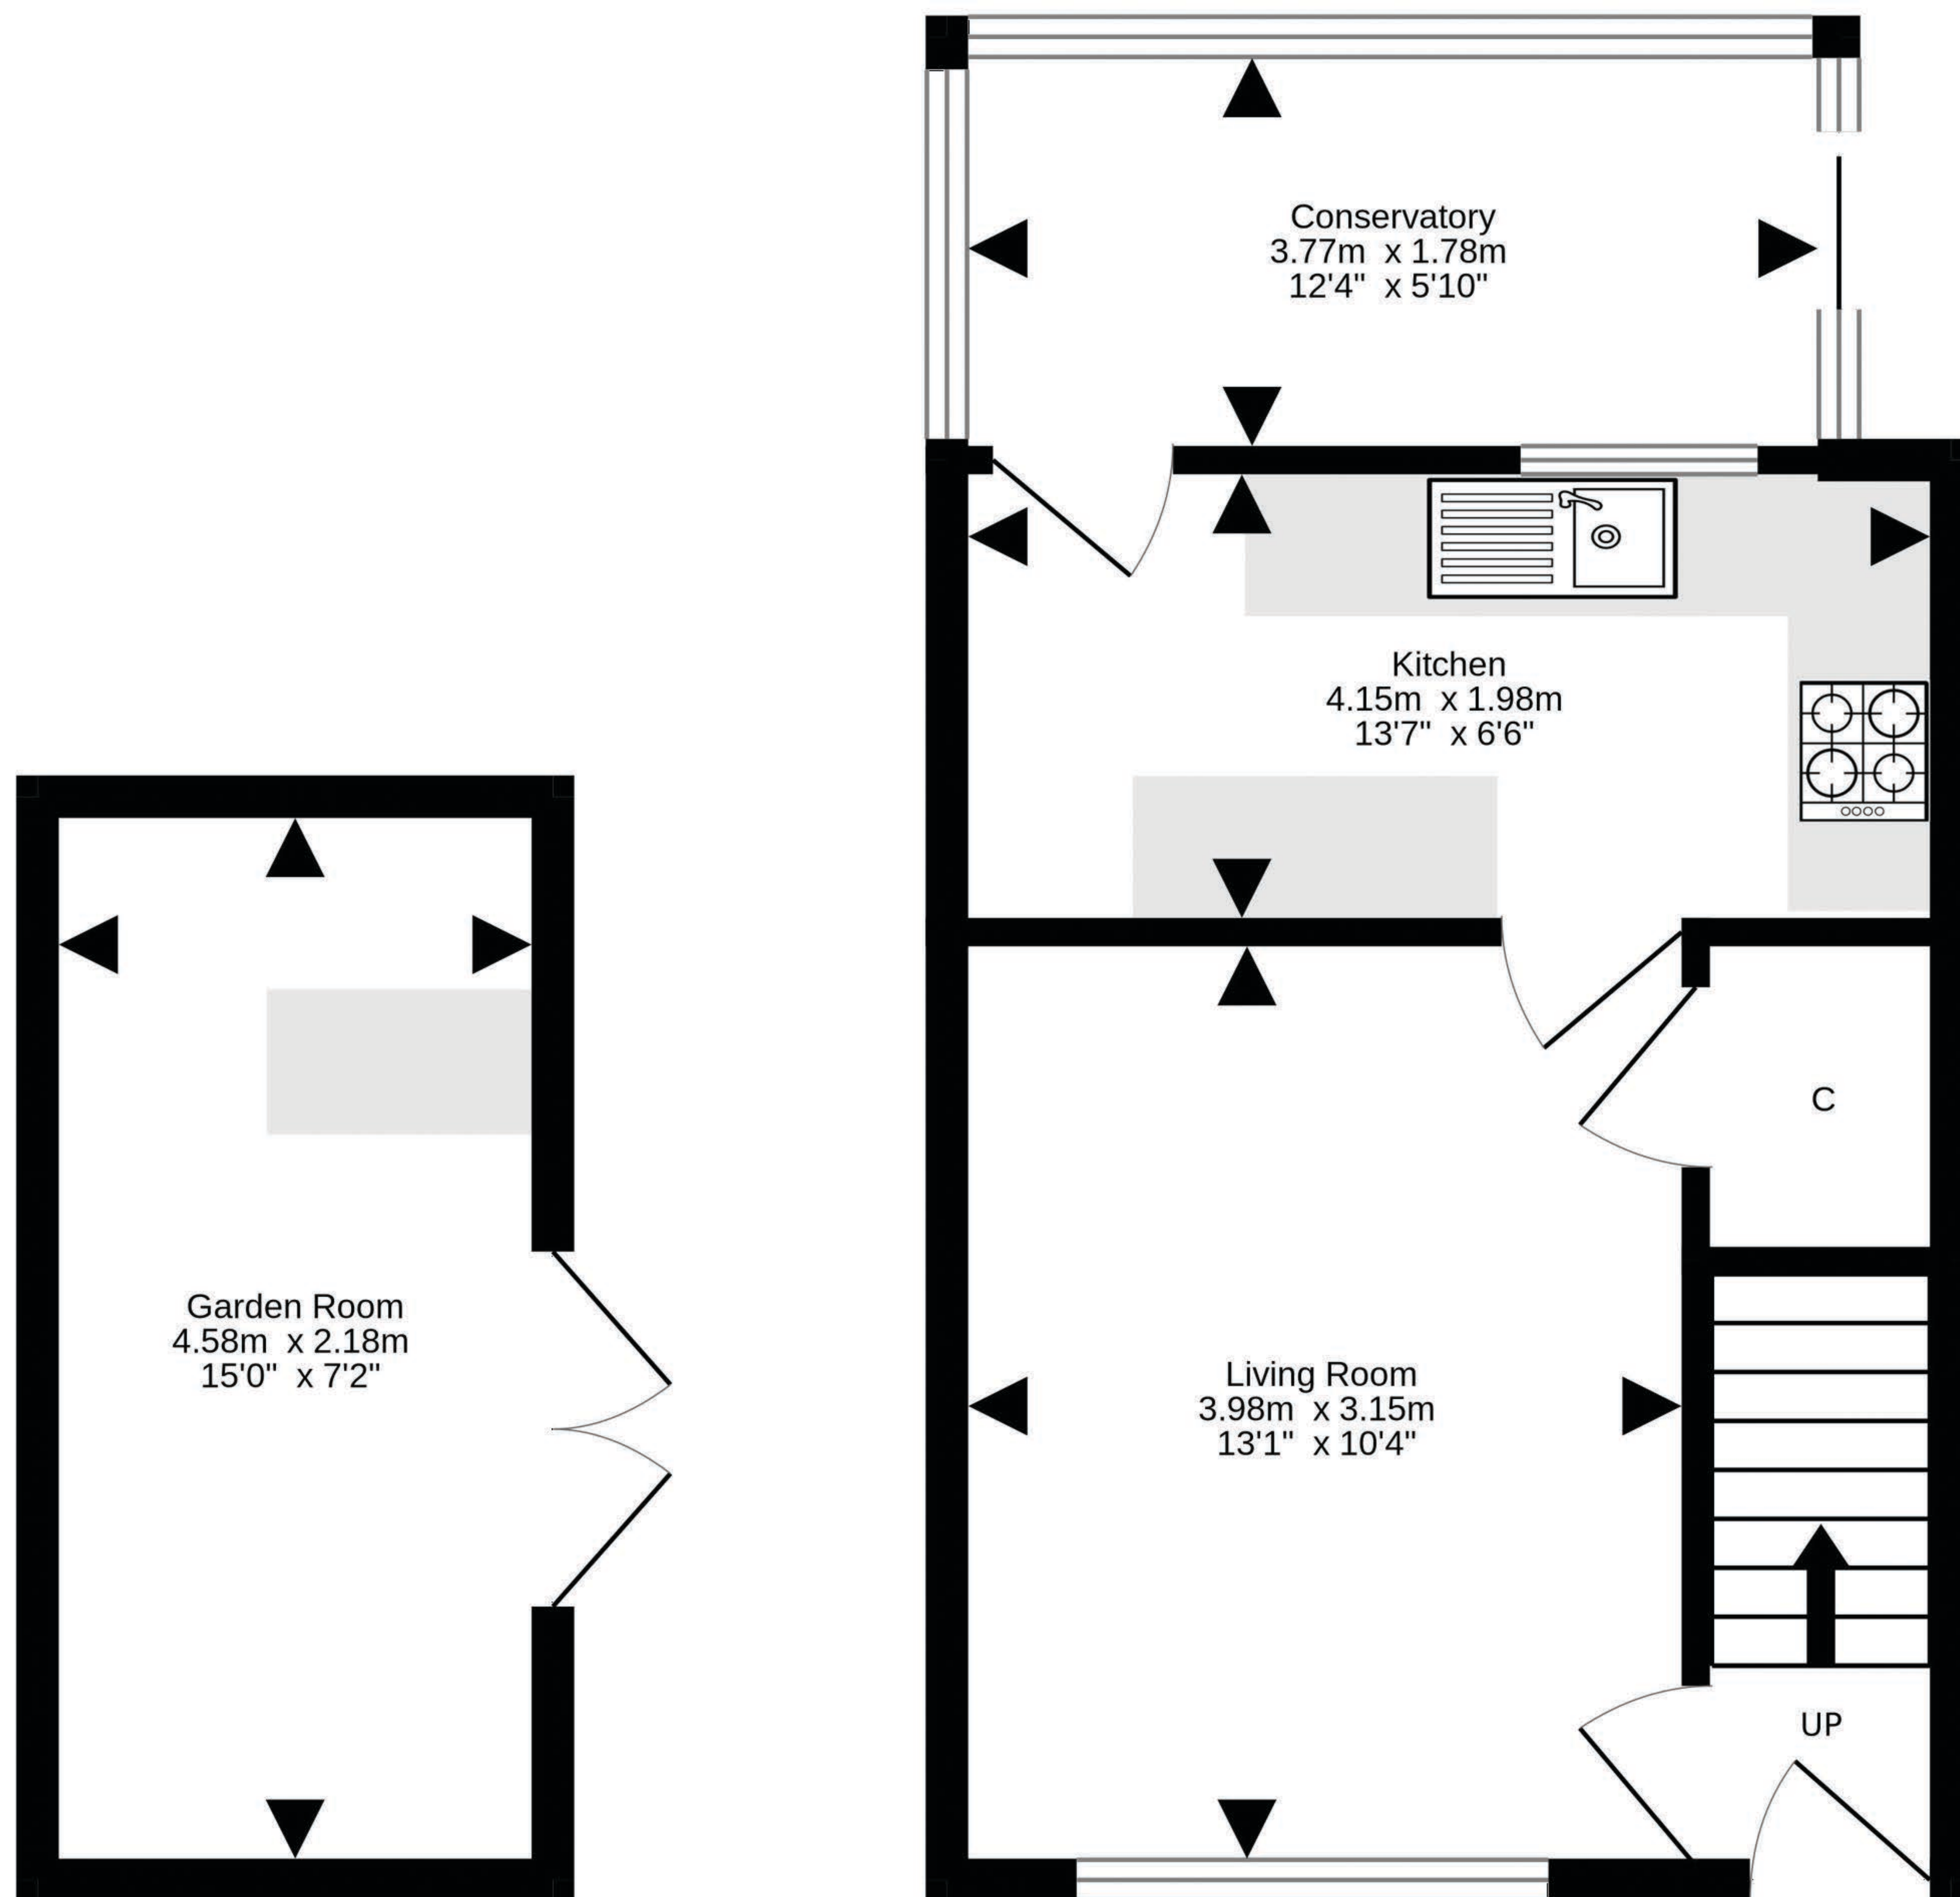 Conservatory
3.77m x 1.78m
12'4" x 5'10"
Kitchen
4.15m x 1.98m
13'7" x 6'6"
C
Garden Room
4.58m x 2.18m
15'0" x 7'2"
Living Room
3.98m x 3.15m
13'1" x 10'4"
UP